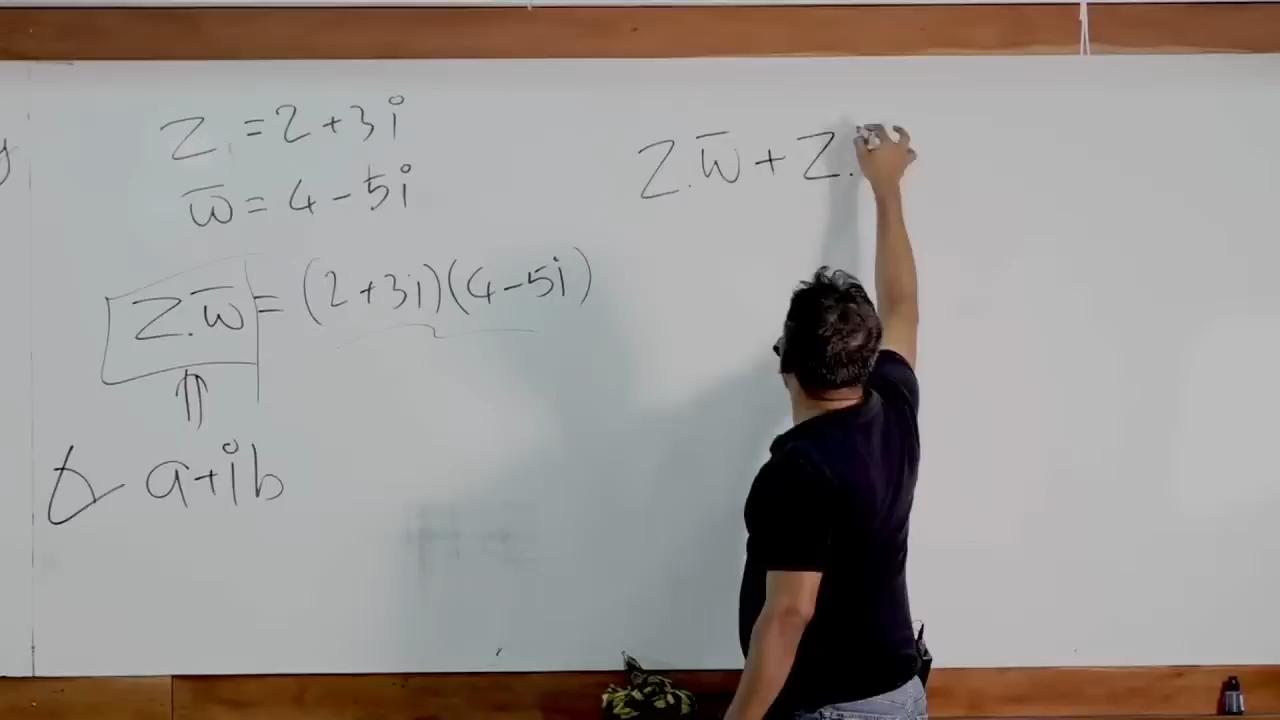 Z = 2 + 3i
w̅ = 4 - 5i
Z.w̅ = (2+3i)(4-5i)
a+ib
Z.w̅ + Z.